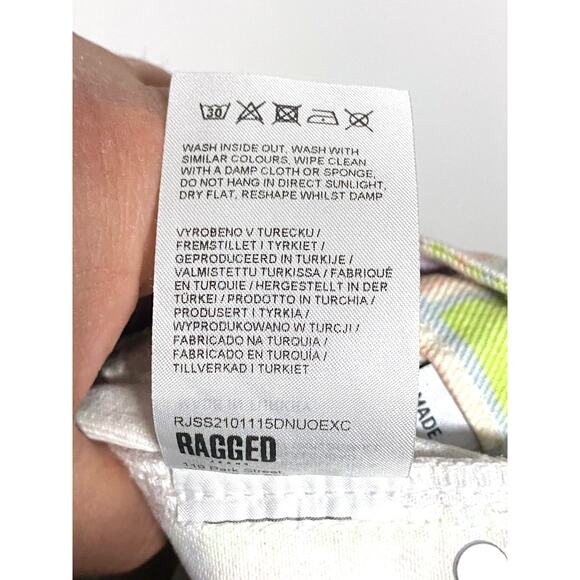 30
WASH INSIDE OUT, WASH WITH
SIMILAR COLOURS, WIPE CLEAN
WITH A DAMP CLOTH OR SPONGE,
DO NOT HANG IN DIRECT SUNLIGHT,
DRY FLAT, RESHAPE WHILST DAMP
VYROBENO V TURECKU /
FREMSTILLET I TYRKIET /
GEPRODUCEERD IN TURKIJE /
VALMISTETTU TURKISSA / FABRIQUÉ
EN TURQUIE / HERGESTELLT IN DER
TÜRKEI / PRODOTTO IN TURCHIA /
PRODUSERT I TYRKIA /
WYPRODUKOWANO W TURCJI /
FABRICADO NA TURQUIA /
FABRICADO EN TURQUÍA /
TILLVERKAD I TURKIET
RJSS2101115DNUOEXC
RAGGED
JEANS
119 Park Street
MADE